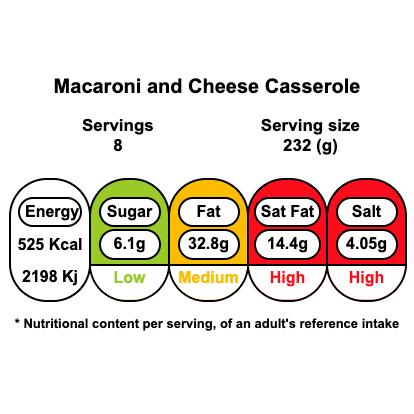 Macaroni and Cheese Casserole
Servings Serving size
8 232 (g)
Energy Sugar Fat Sat Fat Salt
525 Kcal 6.1g 32.8g 14.4g 4.05g
2198 Kj Low Medium High High
* Nutritional content per serving, of an adult's reference intake